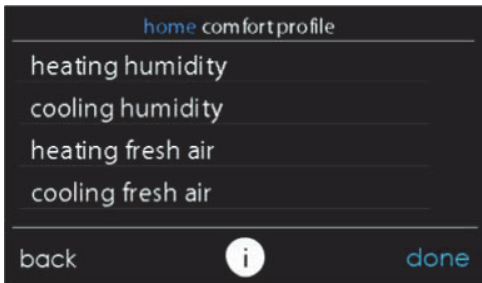 home comfort profile
heating humidity
cooling humidity
heating fresh air
cooling fresh air
back i done